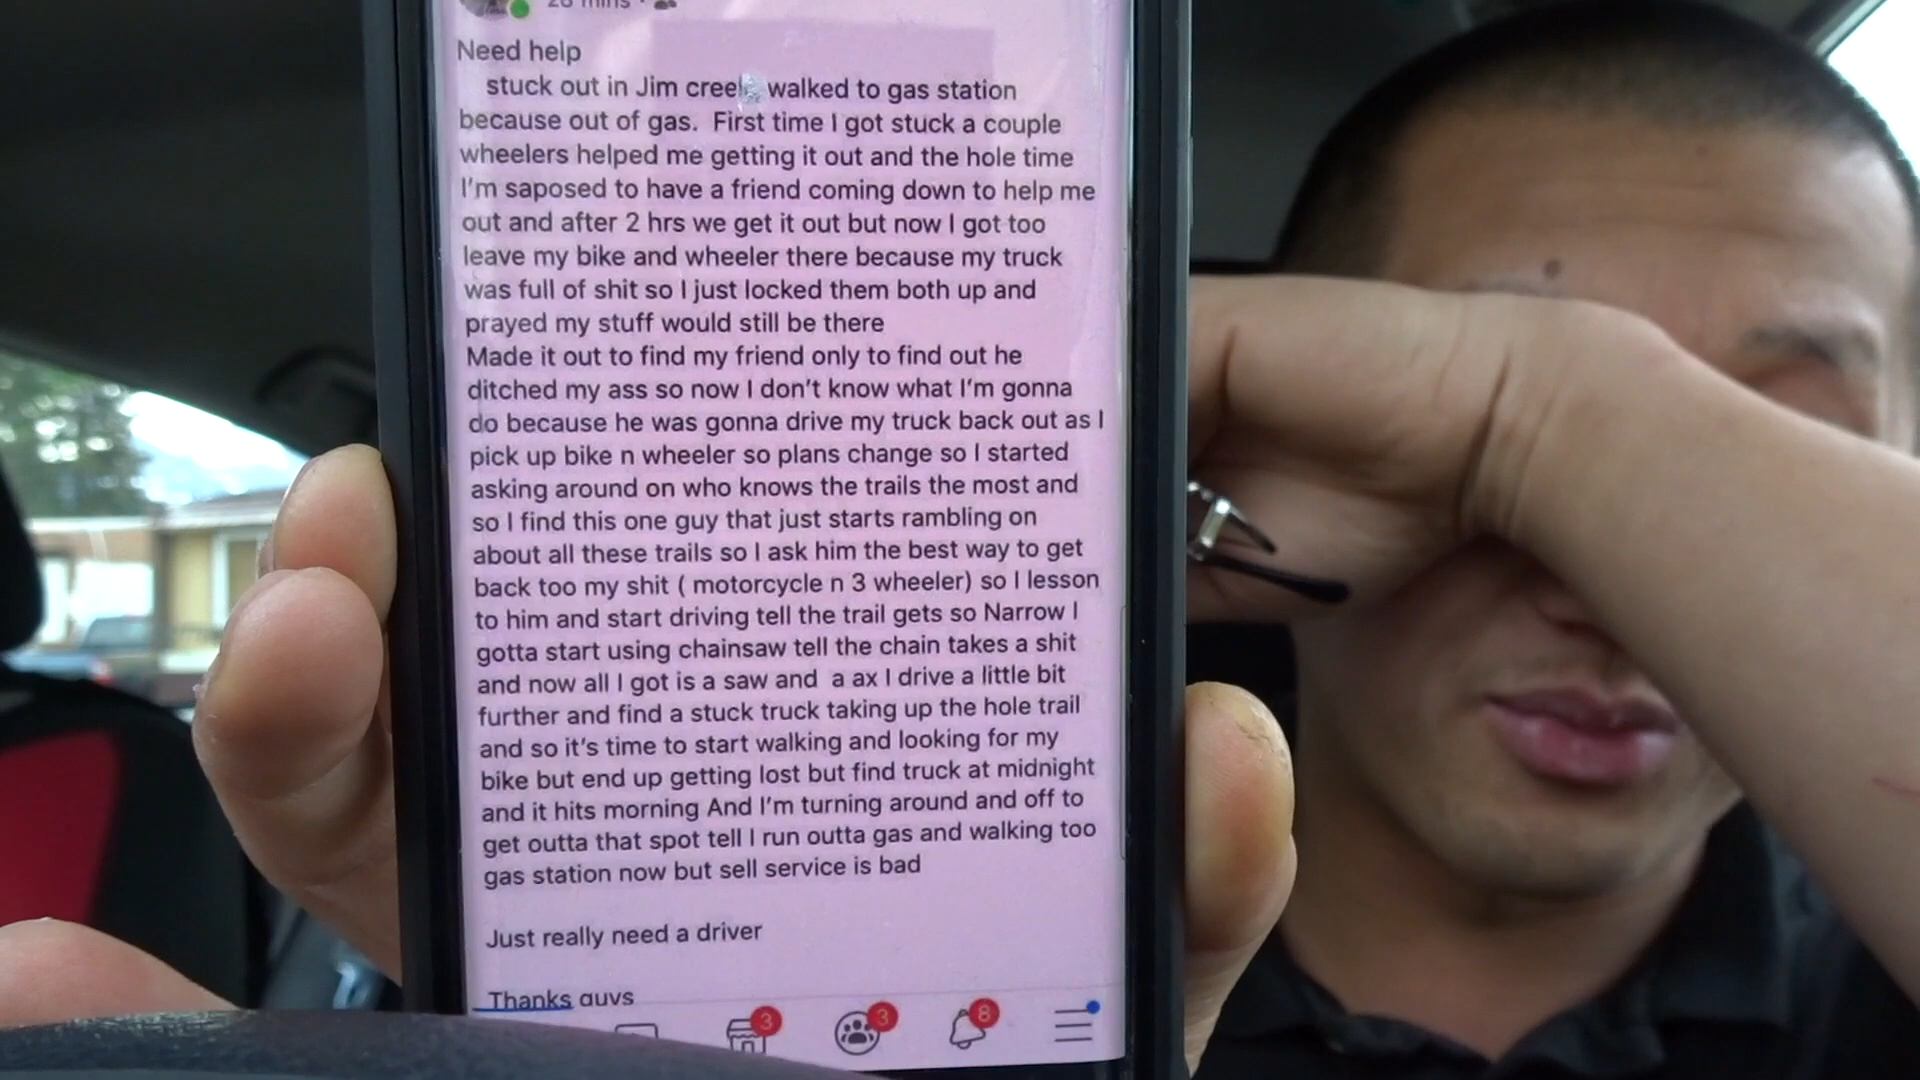 28 mins
Need help
stuck out in Jim creek walked to gas station
because out of gas. First time I got stuck a couple
wheelers helped me getting it out and the hole time
I'm saposed to have a friend coming down to help me
out and after 2 hrs we get it out but now I got too
leave my bike and wheeler there because my truck
was full of shit so I just locked them both up and
prayed my stuff would still be there
Made it out to find my friend only to find out he
ditched my ass so now I don't know what I'm gonna
do because he was gonna drive my truck back out as I
pick up bike n wheeler so plans change so I started
asking around on who knows the trails the most and
so I find this one guy that just starts rambling on
about all these trails so I ask him the best way to get
back too my shit ( motorcycle n 3 wheeler) so I lesson
to him and start driving tell the trail gets so Narrow I
gotta start using chainsaw tell the chain takes a shit
and now all I got is a saw and a ax I drive a little bit
further and find a stuck truck taking up the hole trail
and so it's time to start walking and looking for my
bike but end up getting lost but find truck at midnight
and it hits morning And I'm turning around and off to
get outta that spot tell I run outta gas and walking too
gas station now but sell service is bad
Just really need a driver
Thanks guys
3 3 8